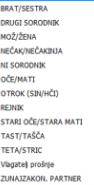 BRAT/SESTRA
DRUGI SORODNIK
MOŽ/ŽENA
NEČAK/NEČAKINJA
NI SORODNIK
OČE/MATI
OTROK (SIN/HČI)
REJNIK
STARI OČE/STARA MATI
TAST/TAŠČA
TETA/STRIC
Vlagatelj prošnje
ZUNAJZAKON. PARTNER